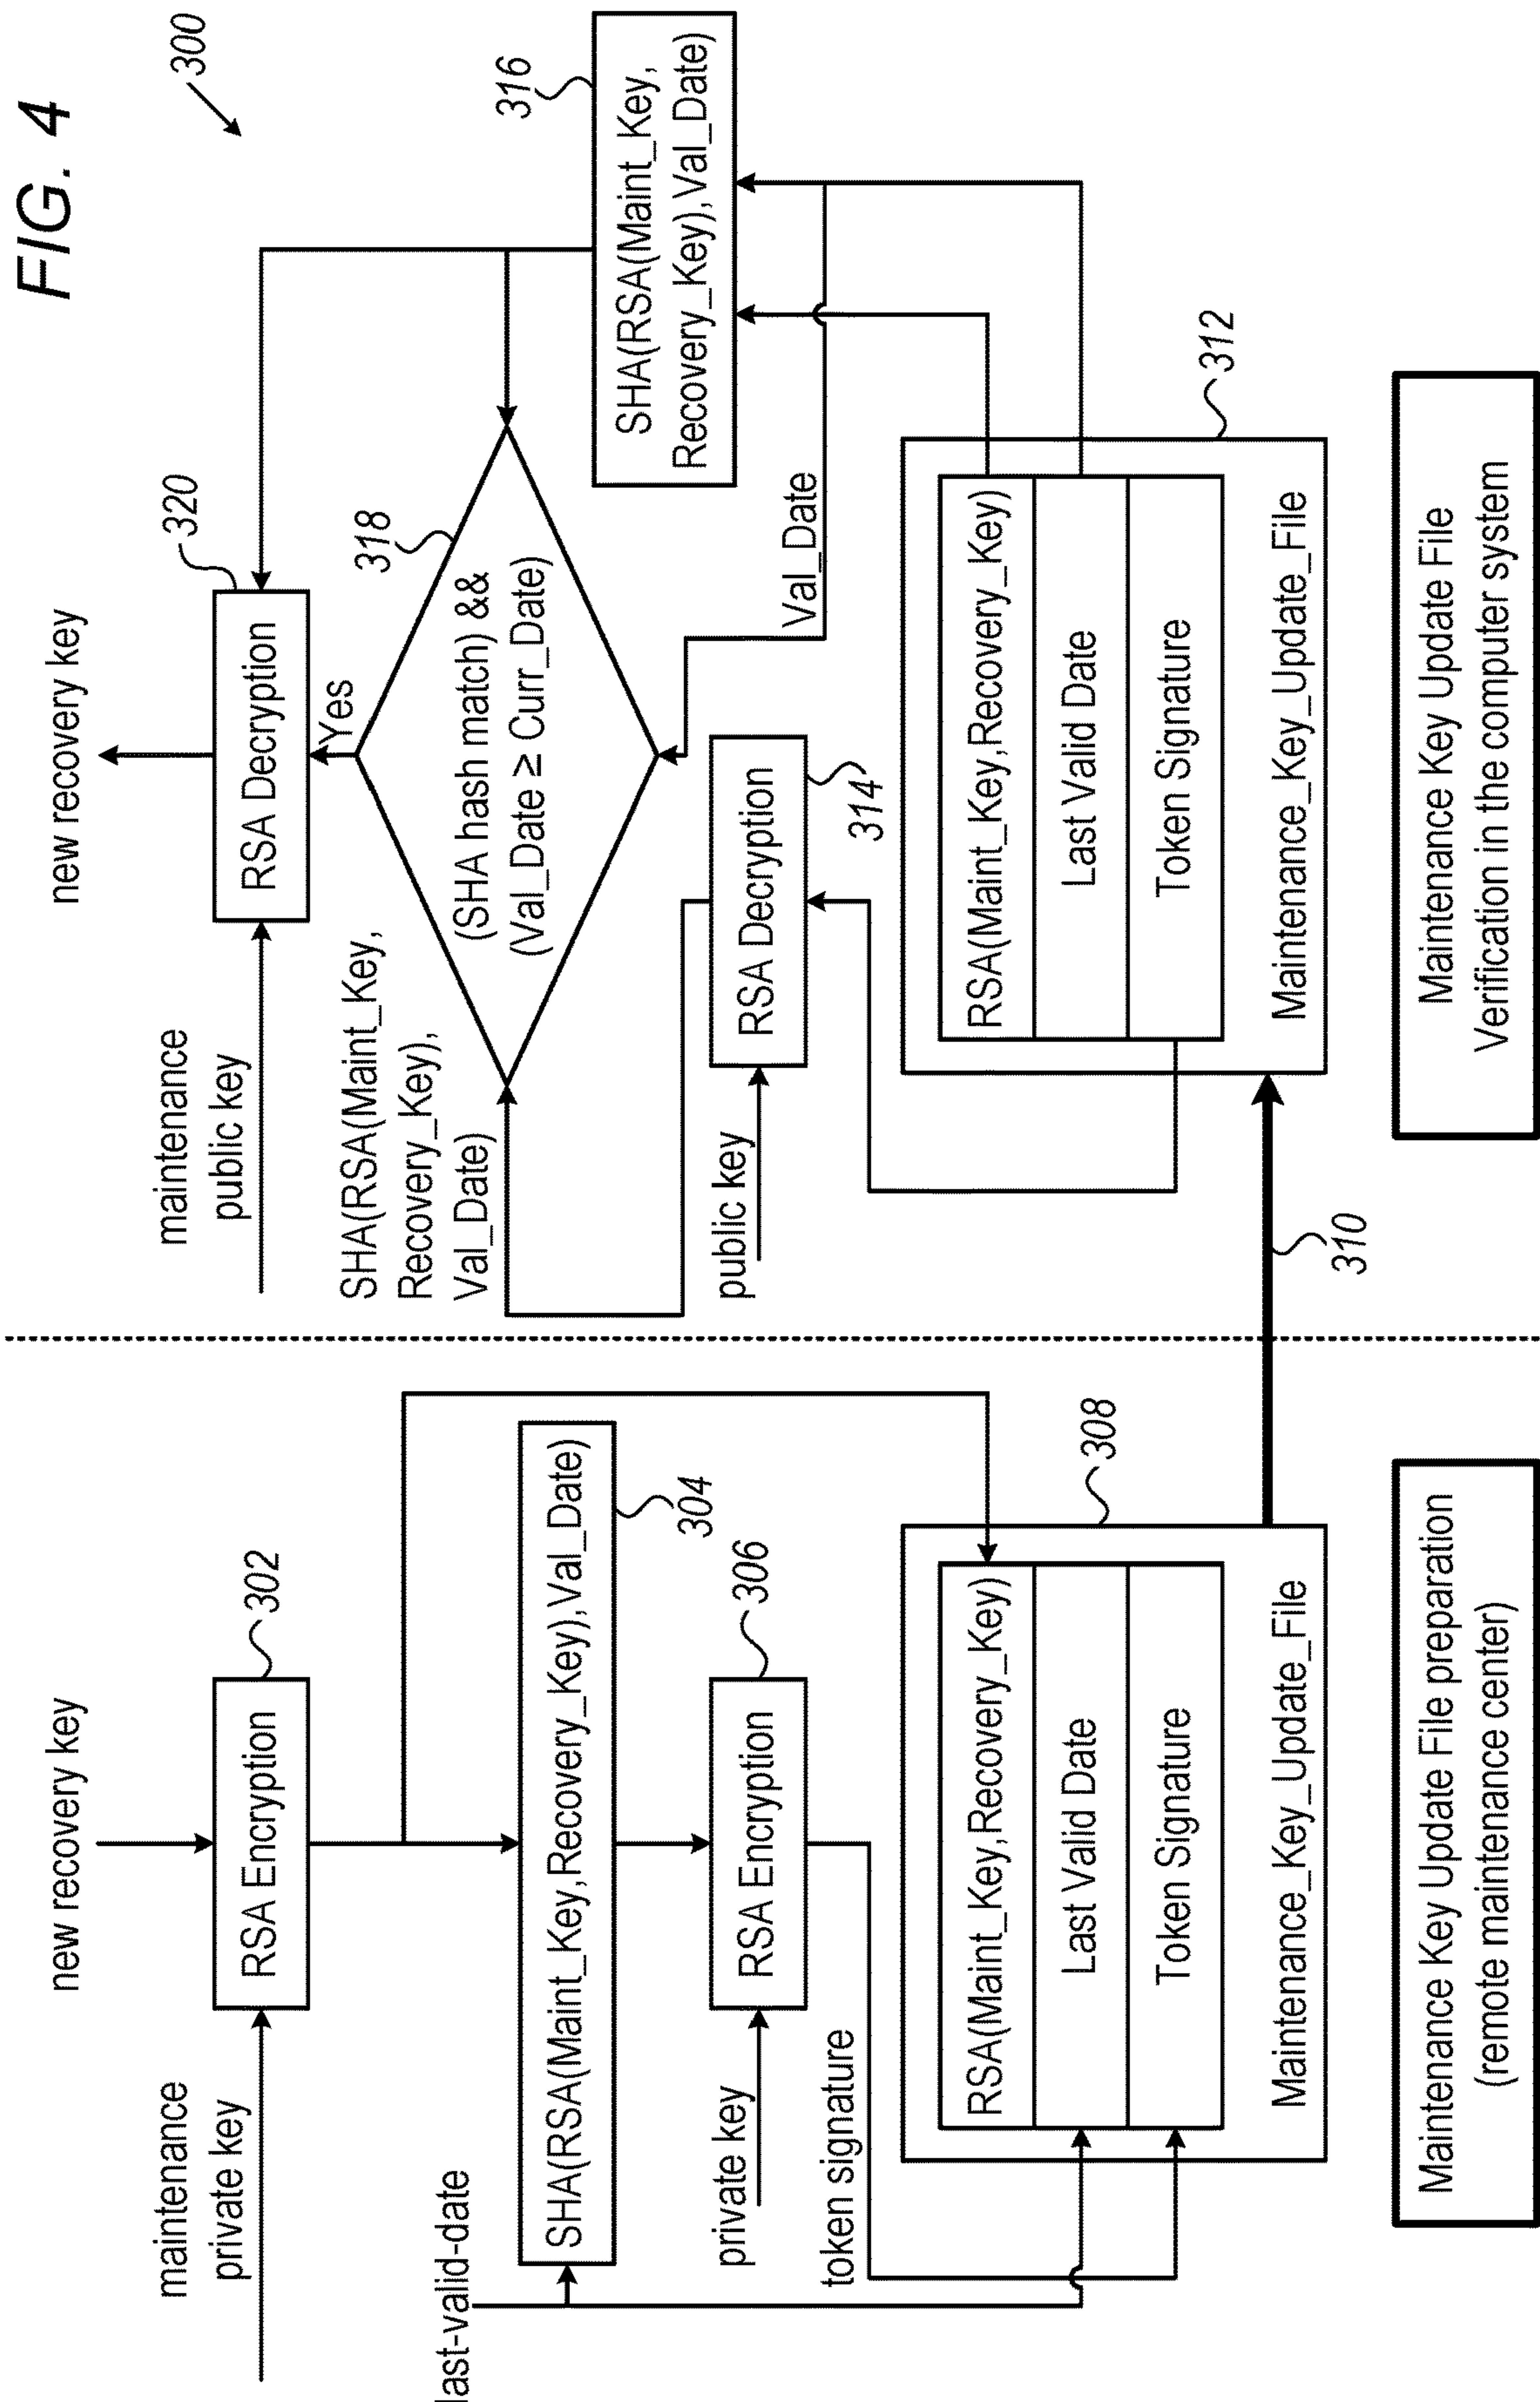 FIG. 4
300
new recovery key
maintenance
private key
RSA Encryption
302
last-valid-date
SHA(RSA(Maint_Key,Recovery_Key),Val_Date)
304
private key
RSA Encryption
306
token signature
308
RSA(Maint_Key,Recovery_Key)
Last Valid Date
Token Signature
Maintenance_Key_Update_File
Maintenance Key Update File preparation
(remote maintenance center)
310
new recovery key
maintenance
public key
RSA Decryption
320
Yes
318
(SHA hash match) &&
(Val_Date ≥ Curr_Date)
SHA(RSA(Maint_Key,
Recovery_Key),
Val_Date)
316
SHA(RSA(Maint_Key,
Recovery_Key),Val_Date)
public key
RSA Decryption
314
Val_Date
312
RSA(Maint_Key,Recovery_Key)
Last Valid Date
Token Signature
Maintenance_Key_Update_File
Maintenance Key Update File
Verification in the computer system